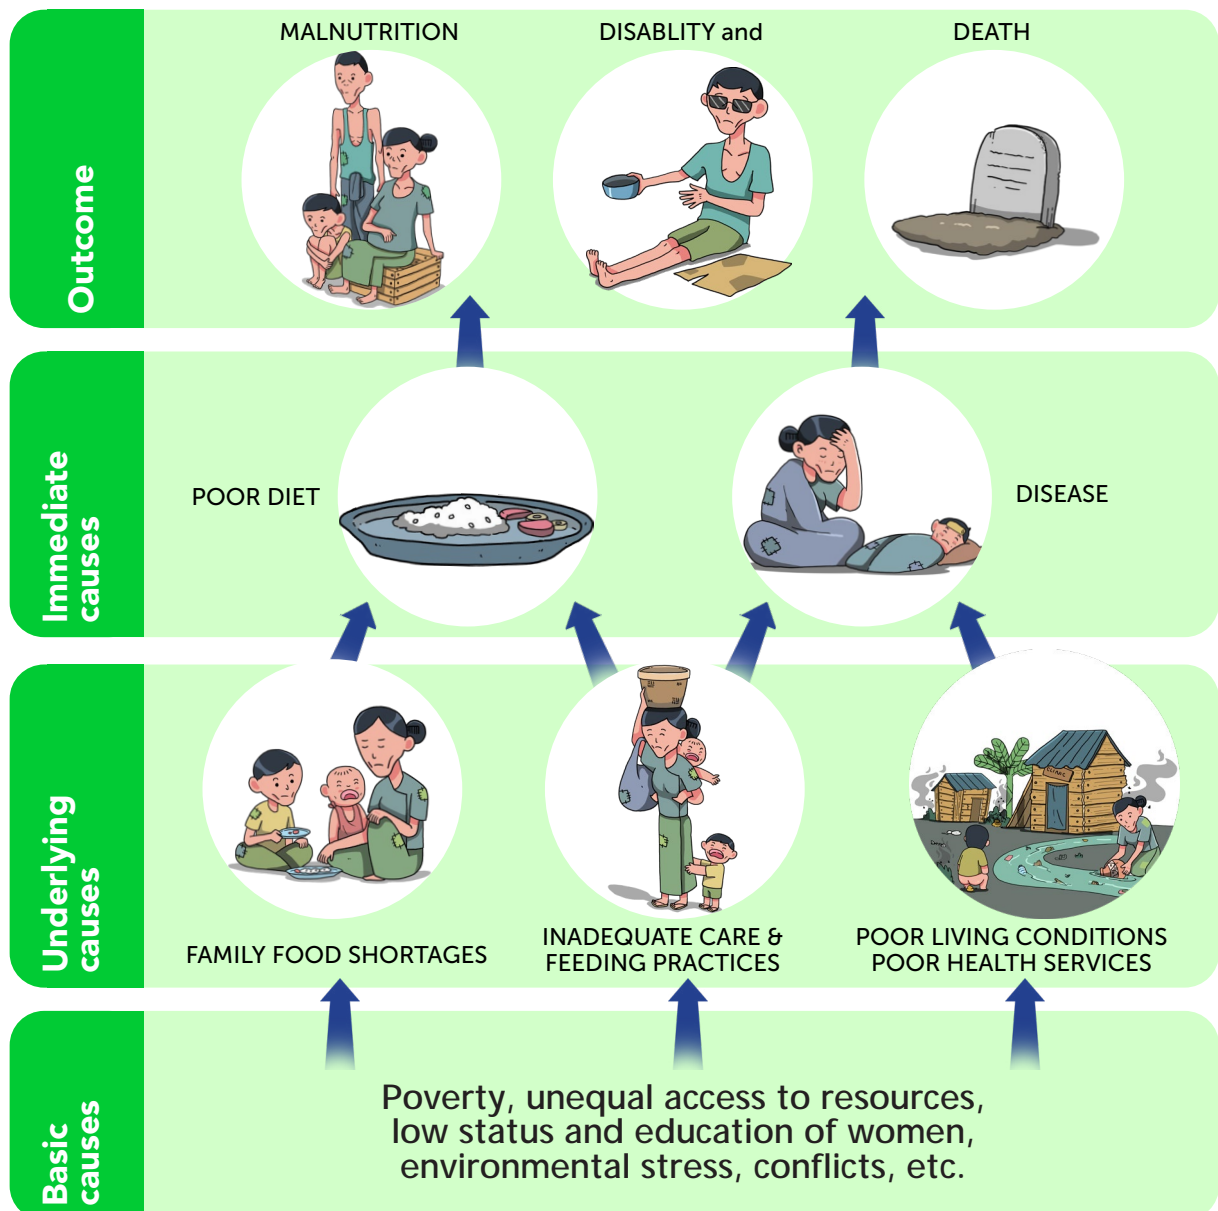 Outcome
MALNUTRITION
DISABLITY and
DEATH
Immediate
causes
POOR DIET
DISEASE
Underlying
causes
FAMILY FOOD SHORTAGES
INADEQUATE CARE &
FEEDING PRACTICES
POOR LIVING CONDITIONS
POOR HEALTH SERVICES
Basic
causes
Poverty, unequal access to resources,
low status and education of women,
environmental stress, conflicts, etc.